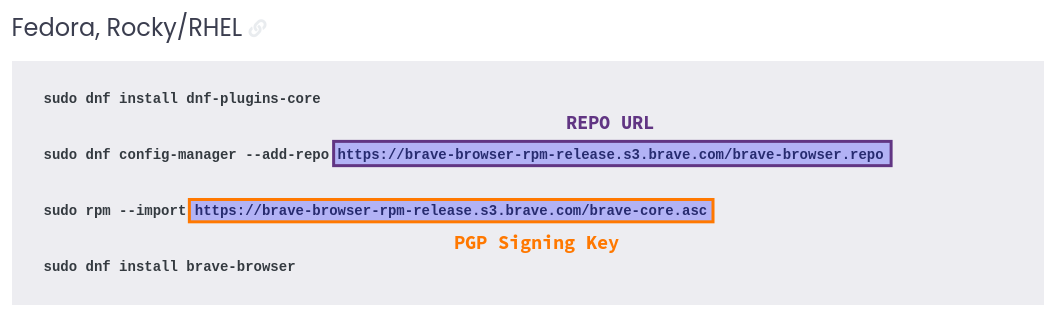 Fedora, Rocky/RHEL
sudo dnf install dnf-plugins-core
REPO URL
sudo dnf config-manager --add-repo https://brave-browser-rpm-release.s3.brave.com/brave-browser.repo
sudo rpm --import https://brave-browser-rpm-release.s3.brave.com/brave-core.asc
PGP Signing Key
sudo dnf install brave-browser